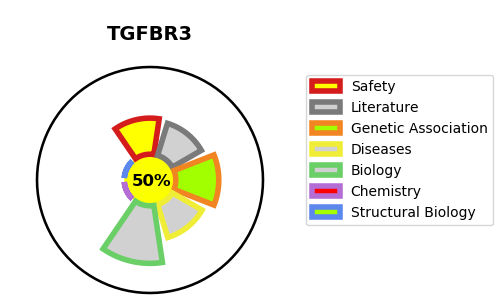 TGFBR3
50%
Safety
Literature
Genetic Association
Diseases
Biology
Chemistry
Structural Biology